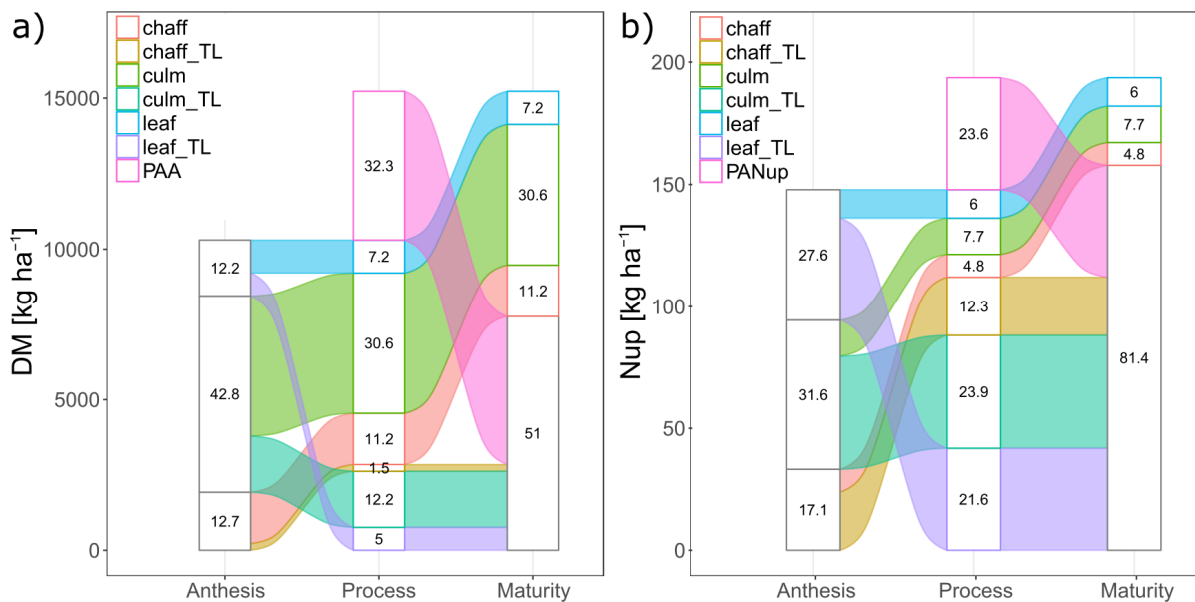 a)
chaff
chaff_TL
culm
culm_TL
leaf
leaf_TL
PAA
DM [kg ha⁻¹]
15000
10000
5000
0
12.2
42.8
12.7
32.3
7.2
30.6
11.2
1.5
12.2
5
7.2
30.6
11.2
51
Anthesis
Process
Maturity
b)
chaff
chaff_TL
culm
culm_TL
leaf
leaf_TL
PANup
Nup [kg ha⁻¹]
200
150
100
50
0
27.6
31.6
17.1
23.6
6
7.7
4.8
12.3
23.9
21.6
6
7.7
4.8
81.4
Anthesis
Process
Maturity